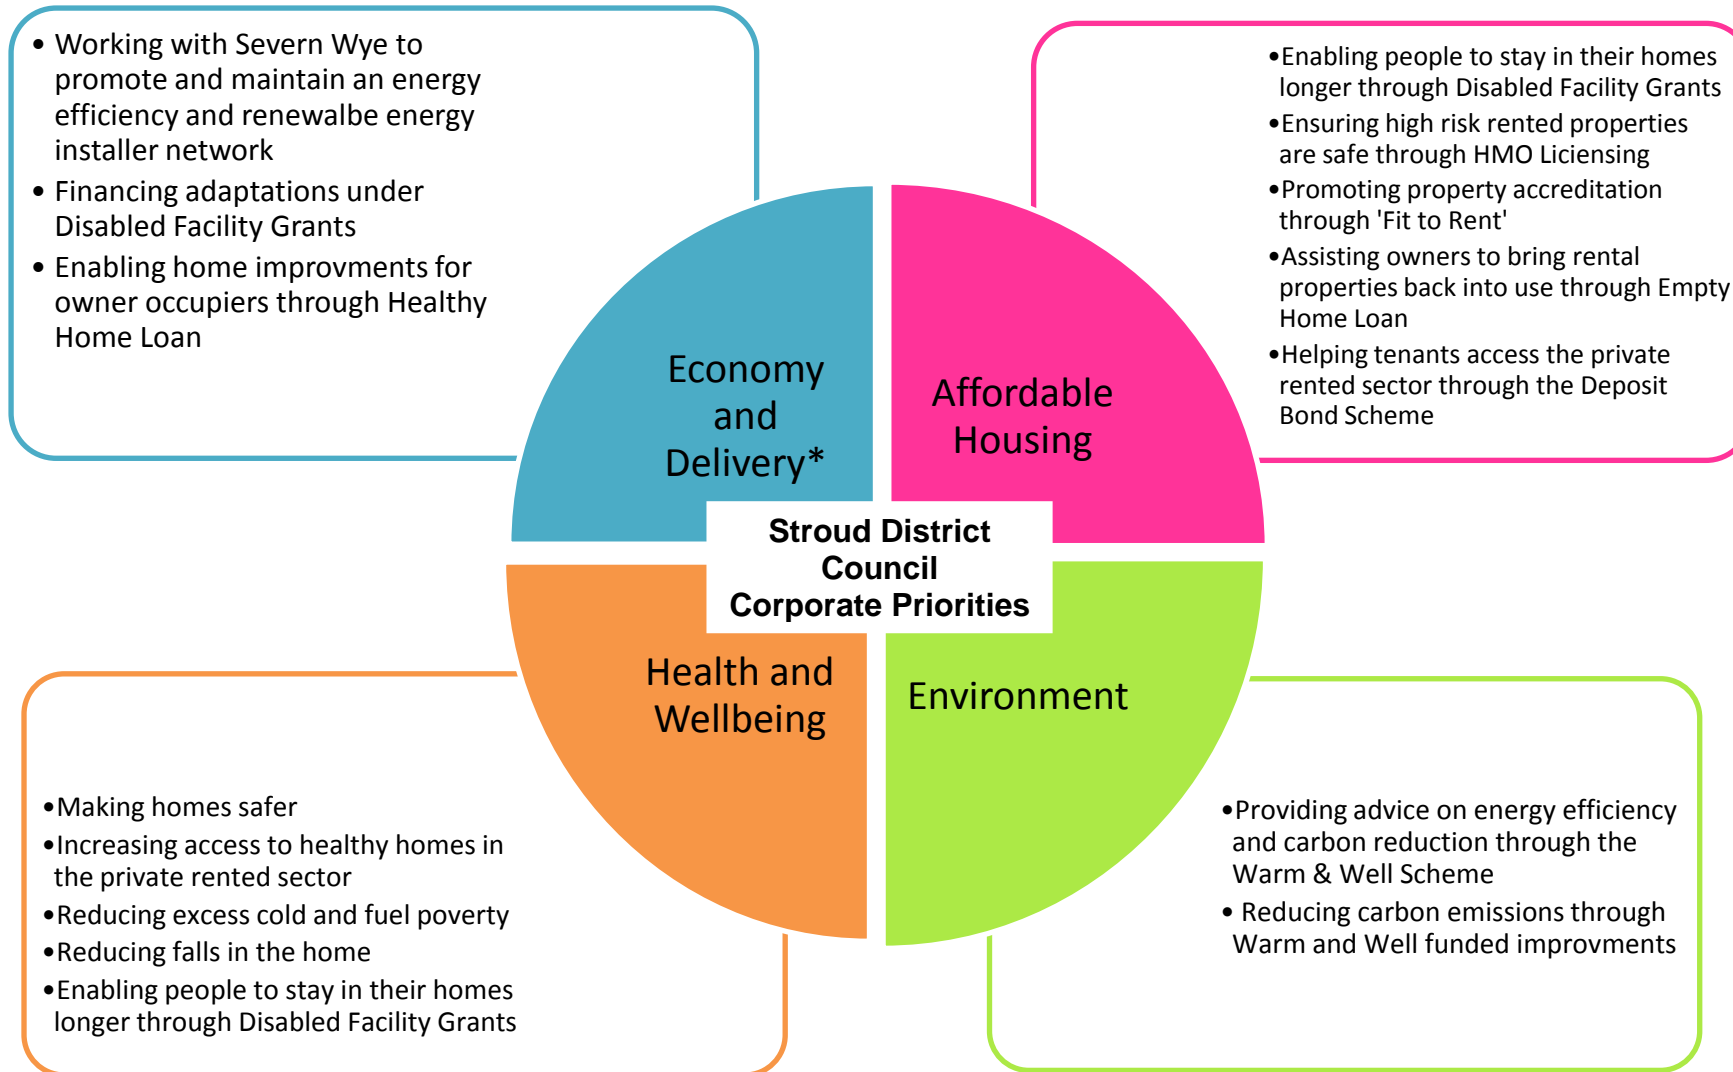 • Working with Severn Wye to
promote and maintain an energy
efficiency and renewalbe energy
installer network
• Financing adaptations under
Disabled Facility Grants
• Enabling home improvments for
owner occupiers through Healthy
Home Loan
•Enabling people to stay in their homes
longer through Disabled Facility Grants
•Ensuring high risk rented properties
are safe through HMO Liciensing
•Promoting property accreditation
through 'Fit to Rent'
•Assisting owners to bring rental
properties back into use through Empty
Home Loan
•Helping tenants access the private
rented sector through the Deposit
Bond Scheme
Economy
and
Delivery*
Affordable
Housing
Stroud District
Council
Corporate Priorities
Health and
Wellbeing
Environment
•Making homes safer
•Increasing access to healthy homes in
the private rented sector
•Reducing excess cold and fuel poverty
•Reducing falls in the home
•Enabling people to stay in their homes
longer through Disabled Facility Grants
•Providing advice on energy efficiency
and carbon reduction through the
Warm & Well Scheme
• Reducing carbon emissions through
Warm and Well funded improvments